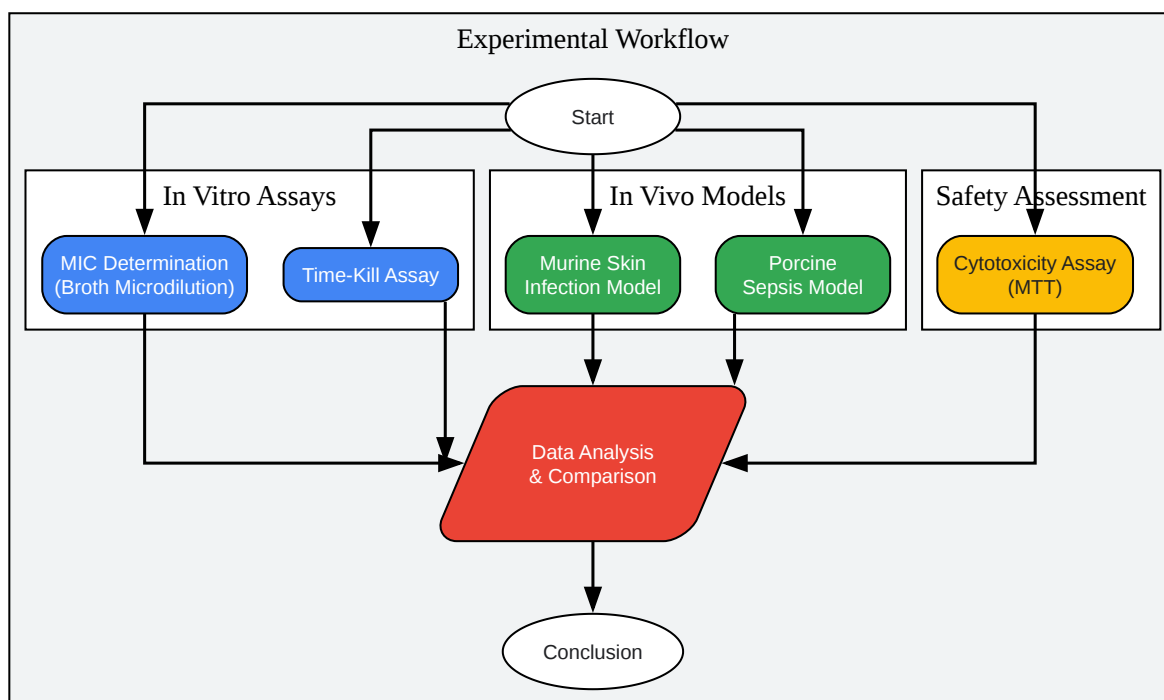 Experimental Workflow
Start
In Vitro Assays
In Vivo Models
Safety Assessment
MIC Determination
(Broth Microdilution)
Time-Kill Assay
Murine Skin
Infection Model
Porcine
Sepsis Model
Cytotoxicity Assay
(MTT)
Data Analysis
& Comparison
Conclusion